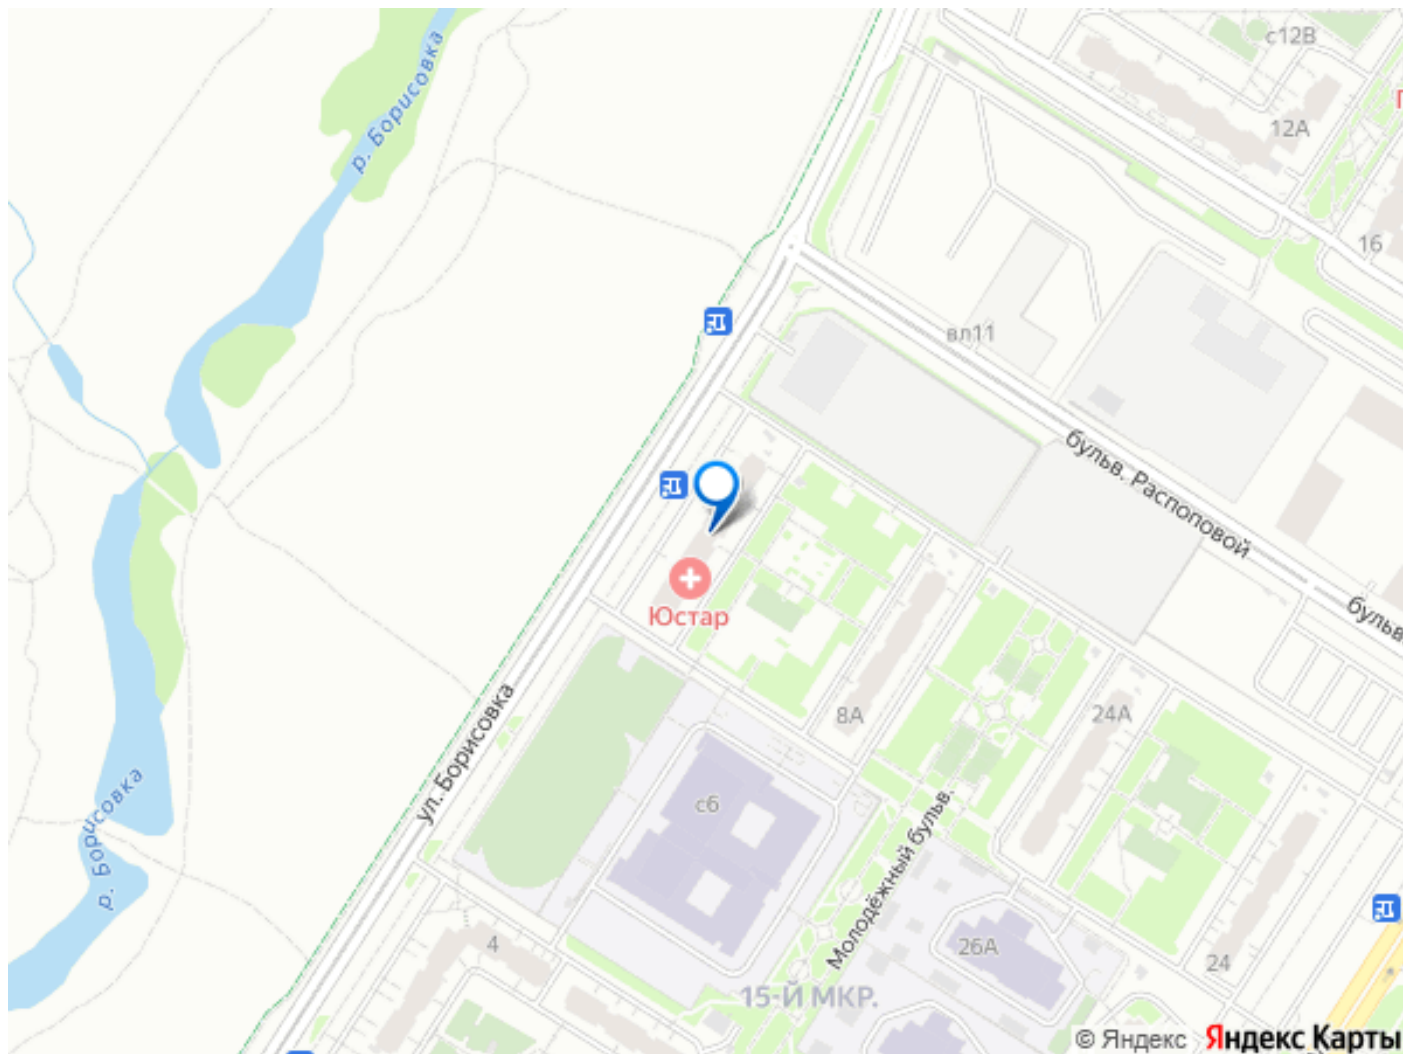 р. Борисовка
с12В
12А
16
вл11
бульв. Распоповой
бульв.
Юстар
8А
24А
ул. Борисовка
с6
р. Борисовка
Молодёжный бульв.
4
26А
24
15-Й МКР.
© Яндекс Яндекс Карты